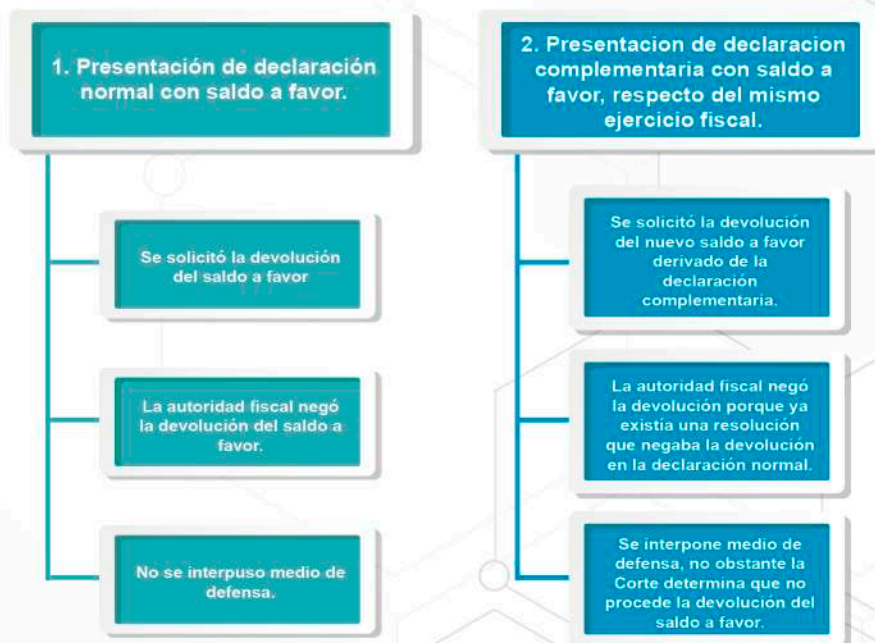 1. Presentación de declaración
normal con saldo a favor.
Se solicitó la devolución
del saldo a favor
La autoridad fiscal negó
la devolución del saldo a
favor.
No se interpuso medio de
defensa.
2. Presentacion de declaracion
complementaria con saldo a
favor, respecto del mismo
ejercicio fiscal.
Se solicitó la devolución
del nuevo saldo a favor
derivado de la
declaración
complementaria.
La autoridad fiscal negó
la devolución porque ya
existía una resolución
que negaba la devolución
en la declaración normal.
Se interpone medio de
defensa, no obstante la
Corte determina que no
procede la devolución del
saldo a favor.